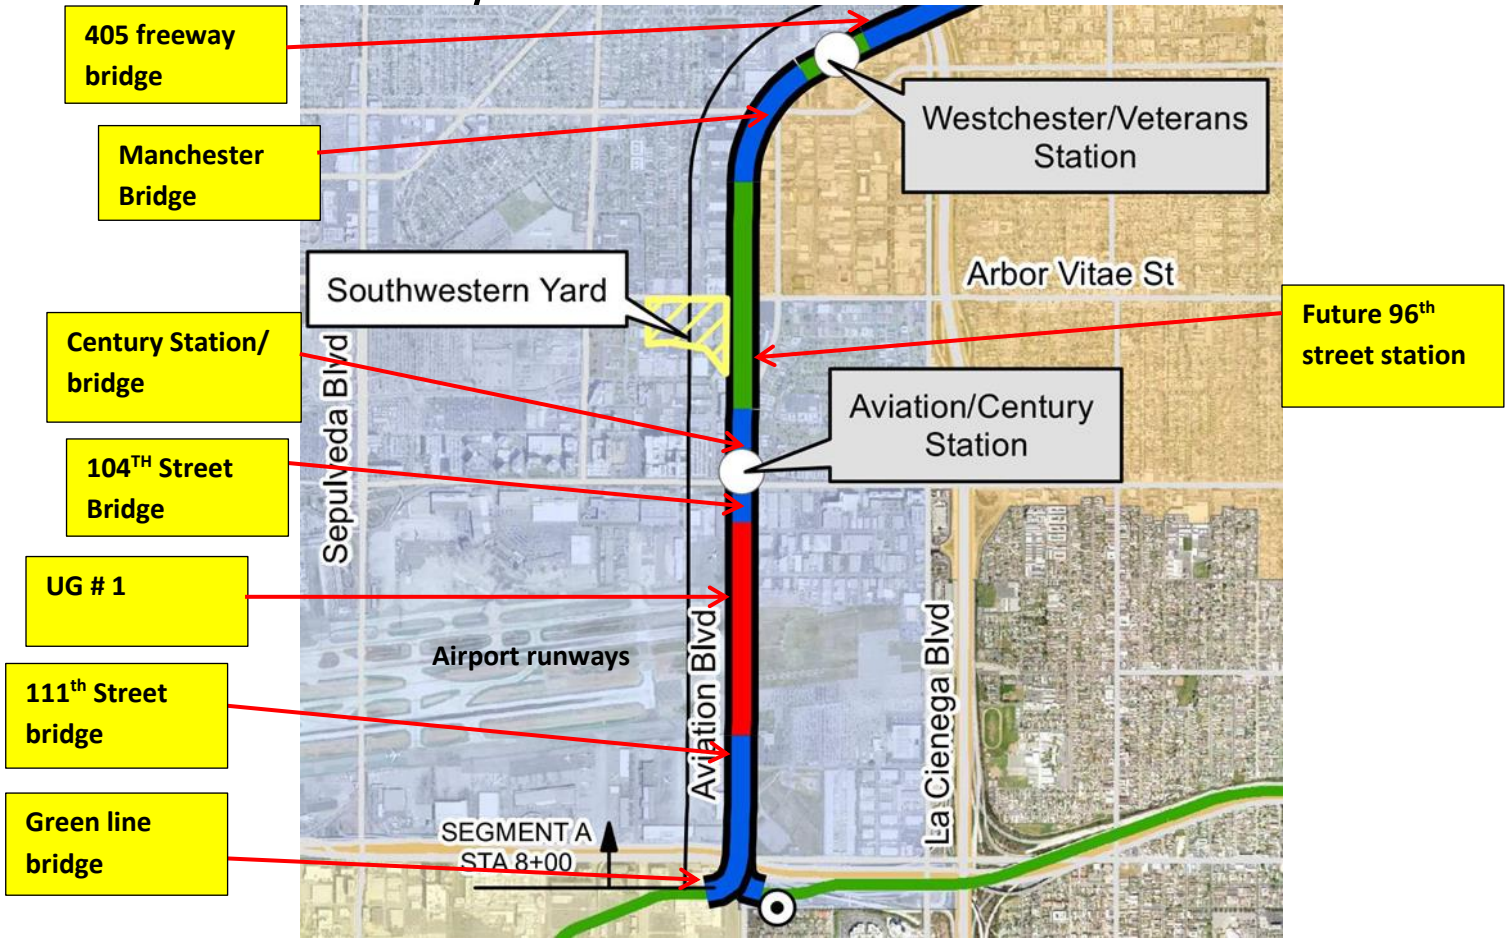 405 freeway
bridge
Manchester
Bridge
Westchester/Veterans
Station
Southwestern Yard
Arbor Vitae St
Century Station/
bridge
Future 96th
street station
Sepulveda Blvd
Aviation/Century
Station
104TH Street
Bridge
UG # 1
Airport runways
Aviation Blvd
La Cienega Blvd
111th Street
bridge
Green line
bridge
SEGMENT A
STA 8+00